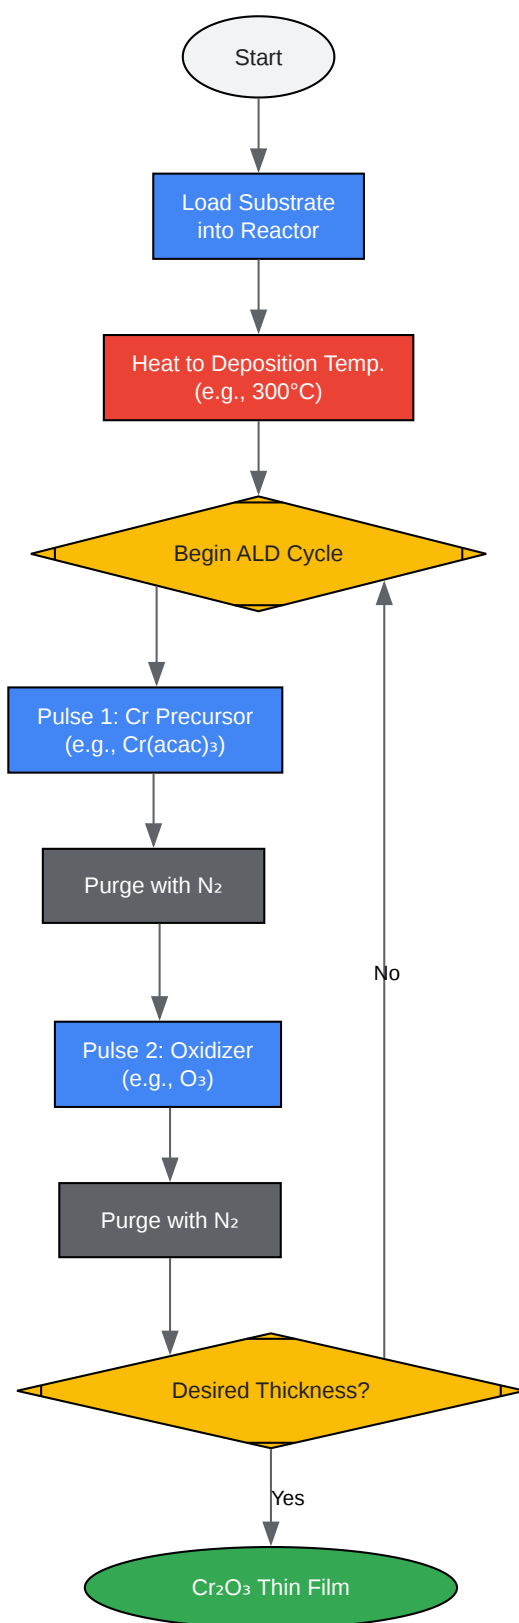 Start
Load Substrate
into Reactor
Heat to Deposition Temp.
(e.g., 300°C)
Begin ALD Cycle
Pulse 1: Cr Precursor
(e.g., Cr(acac)₃)
Purge with N₂
No
Pulse 2: Oxidizer
(e.g., O₃)
Purge with N₂
Desired Thickness?
Yes
Cr₂O₃ Thin Film